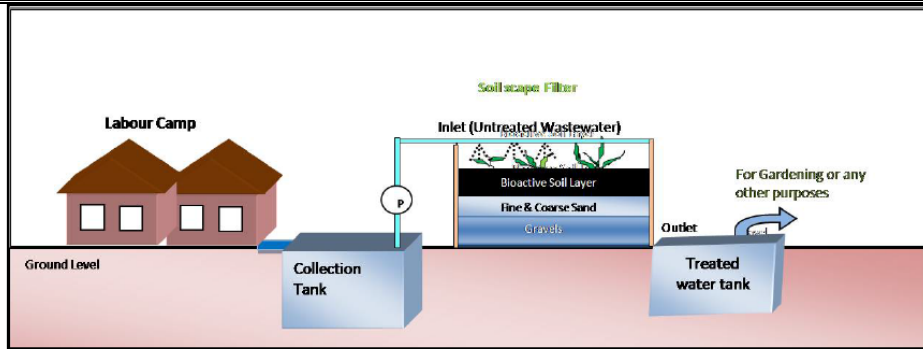 Soil scape Filter
Labour Camp
Inlet (Untreated Wastewater)
For Gardening or any
other purposes
Bioactive Soil Layer
P
Fine & Coarse Sand
Gravels
Outlet
Ground Level
Collection
Tank
Treated
water tank